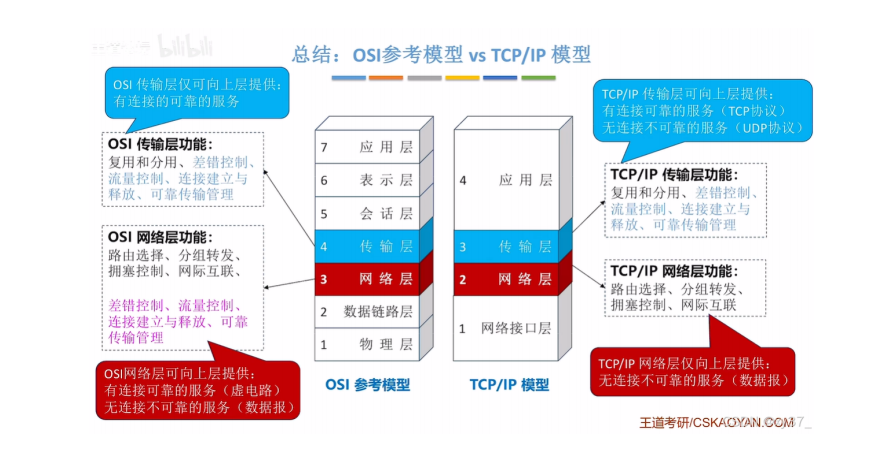 bilibili
总结：OSI参考模型 vs TCP/IP 模型
OSI 传输层仅可向上层提供：
有连接的可靠的服务
OSI 传输层功能：
复用和分用、差错控制、
流量控制、连接建立与
释放、可靠传输管理
OSI 网络层功能：
路由选择、分组转发、
拥塞控制、网际互联、
差错控制、流量控制、
连接建立与释放、可靠
传输管理
OSI网络层可向上层提供：
有连接可靠的服务（虚电路）
无连接不可靠的服务（数据报）
7 应用层
6 表示层
5 会话层
4 传输层
3 网络层
2 数据链路层
1 物理层
OSI 参考模型
4 应用层
3 传输层
2 网络层
1 网络接口层
TCP/IP 模型
TCP/IP 传输层可向上层提供：
有连接可靠的服务（TCP协议）
无连接不可靠的服务（UDP协议）
TCP/IP 传输层功能：
复用和分用、差错控制、
流量控制、连接建立与
释放、可靠传输管理
TCP/IP 网络层功能：
路由选择、分组转发、
拥塞控制、网际互联
TCP/IP 网络层仅向上层提供：
无连接不可靠的服务（数据报）
王道考研/CSKAOYAN.COM